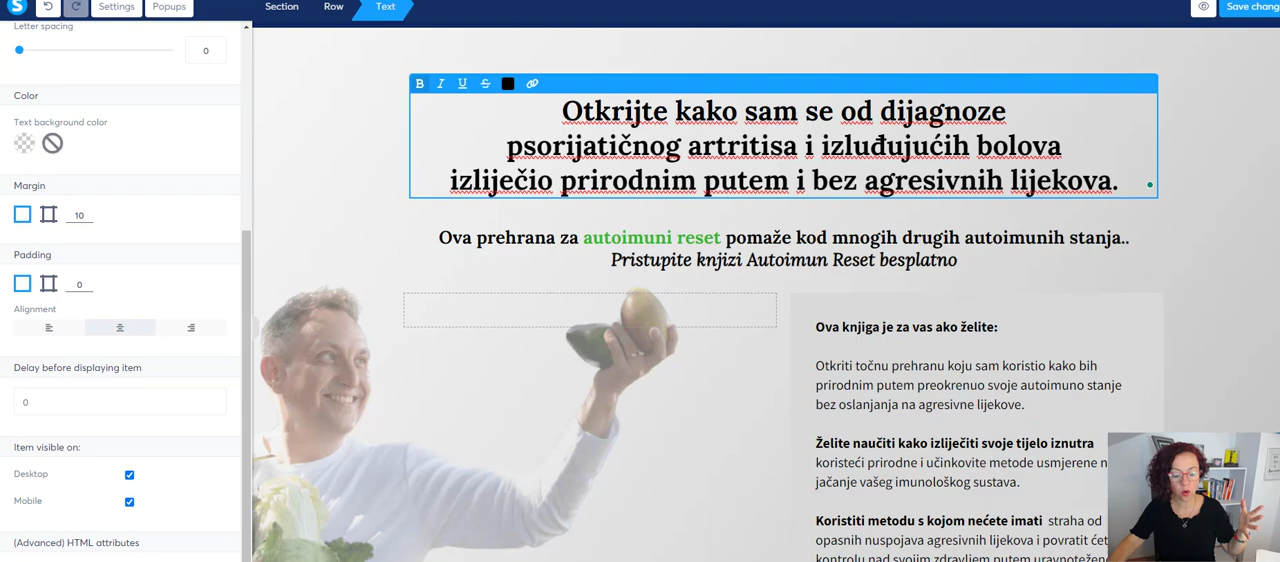 S
Settings
Popups
Section
Row
Text
Save chang
Letter spacing
0
Color
Text background color
Margin
10
Padding
0
Alignment
Delay before displaying item
0
Item visible on:
Desktop
Mobile
(Advanced) HTML attributes
B I U S
Otkrijte kako sam se od dijagnoze
psorijatičnog artritisa i izluđujućih bolova
izliječio prirodnim putem i bez agresivnih lijekova.
Ova prehrana za autoimuni reset pomaže kod mnogih drugih autoimunih stanja..
Pristupite knjizi Autoimun Reset besplatno
Ova knjiga je za vas ako želite:
Otkriti točnu prehranu koju sam koristio kako bih
prirodnim putem preokrenuo svoje autoimuno stanje
bez oslanjanja na agresivne lijekove.
Želite naučiti kako izliječiti svoje tijelo iznutra
koristeći prirodne i učinkovite metode usmjerene n
jačanje vašeg imunološkog sustava.
Koristiti metodu s kojom nećete imati straha od
opasnih nuspojava agresivnih lijekova i povratit ćet
kontrolu nad svojim zdravljem putem uravnotežene